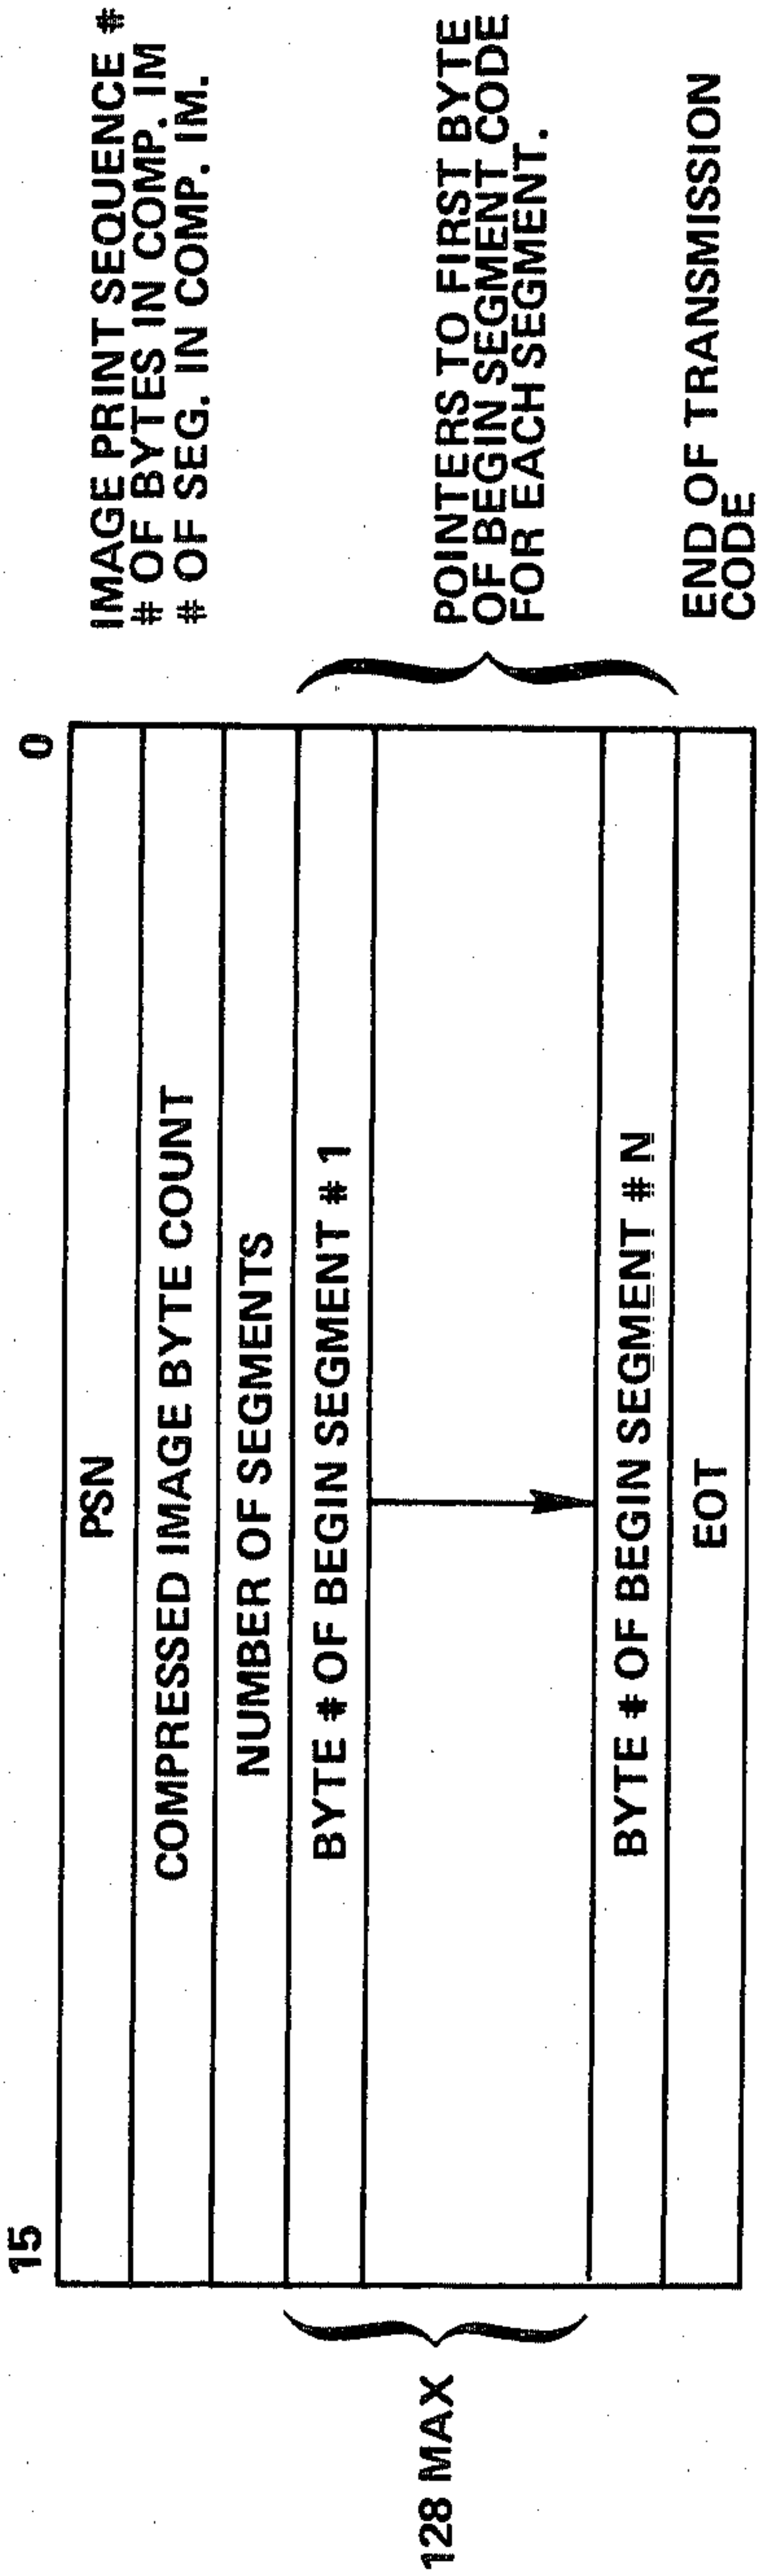 15
0
PSN
IMAGE PRINT SEQUENCE #
COMPRESSED IMAGE BYTE COUNT
# OF BYTES IN COMP. IM
NUMBER OF SEGMENTS
# OF SEG. IN COMP. IM.
BYTE # OF BEGIN SEGMENT # 1
128 MAX
POINTERS TO FIRST BYTE
OF BEGIN SEGMENT CODE
FOR EACH SEGMENT.
BYTE # OF BEGIN SEGMENT # N
EOT
END OF TRANSMISSION
CODE